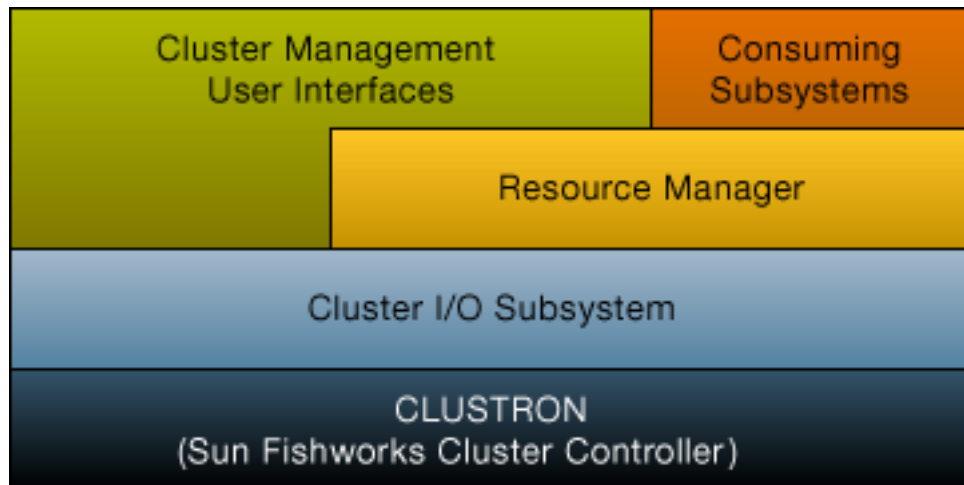 Cluster Management
User Interfaces
Consuming
Subsystems
Resource Manager
Cluster I/O Subsystem
CLUSTRON
(Sun Fishworks Cluster Controller)